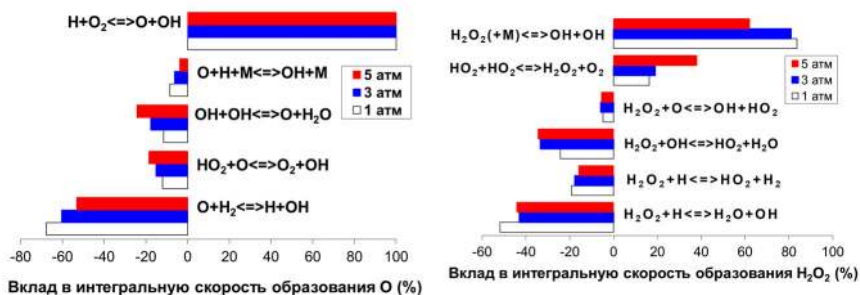 H+O₂<=>O+OH
O+H+M<=>OH+M
OH+OH<=>O+H₂O
HO₂+O<=>O₂+OH
O+H₂<=>H+OH
5 атм
3 атм
1 атм
-80 -60 -40 -20 0 20 40 60 80 100
Вклад в интегральную скорость образования O (%)
H₂O₂(+M)<=>OH+OH
HO₂+HO₂<=>H₂O₂+O₂
H₂O₂+O<=>OH+HO₂
H₂O₂+OH<=>HO₂+H₂O
H₂O₂+H<=>HO₂+H₂
H₂O₂+H<=>H₂O+OH
5 атм
3 атм
1 атм
-60 -40 -20 0 20 40 60 80 100
Вклад в интегральную скорость образования H₂O₂ (%)